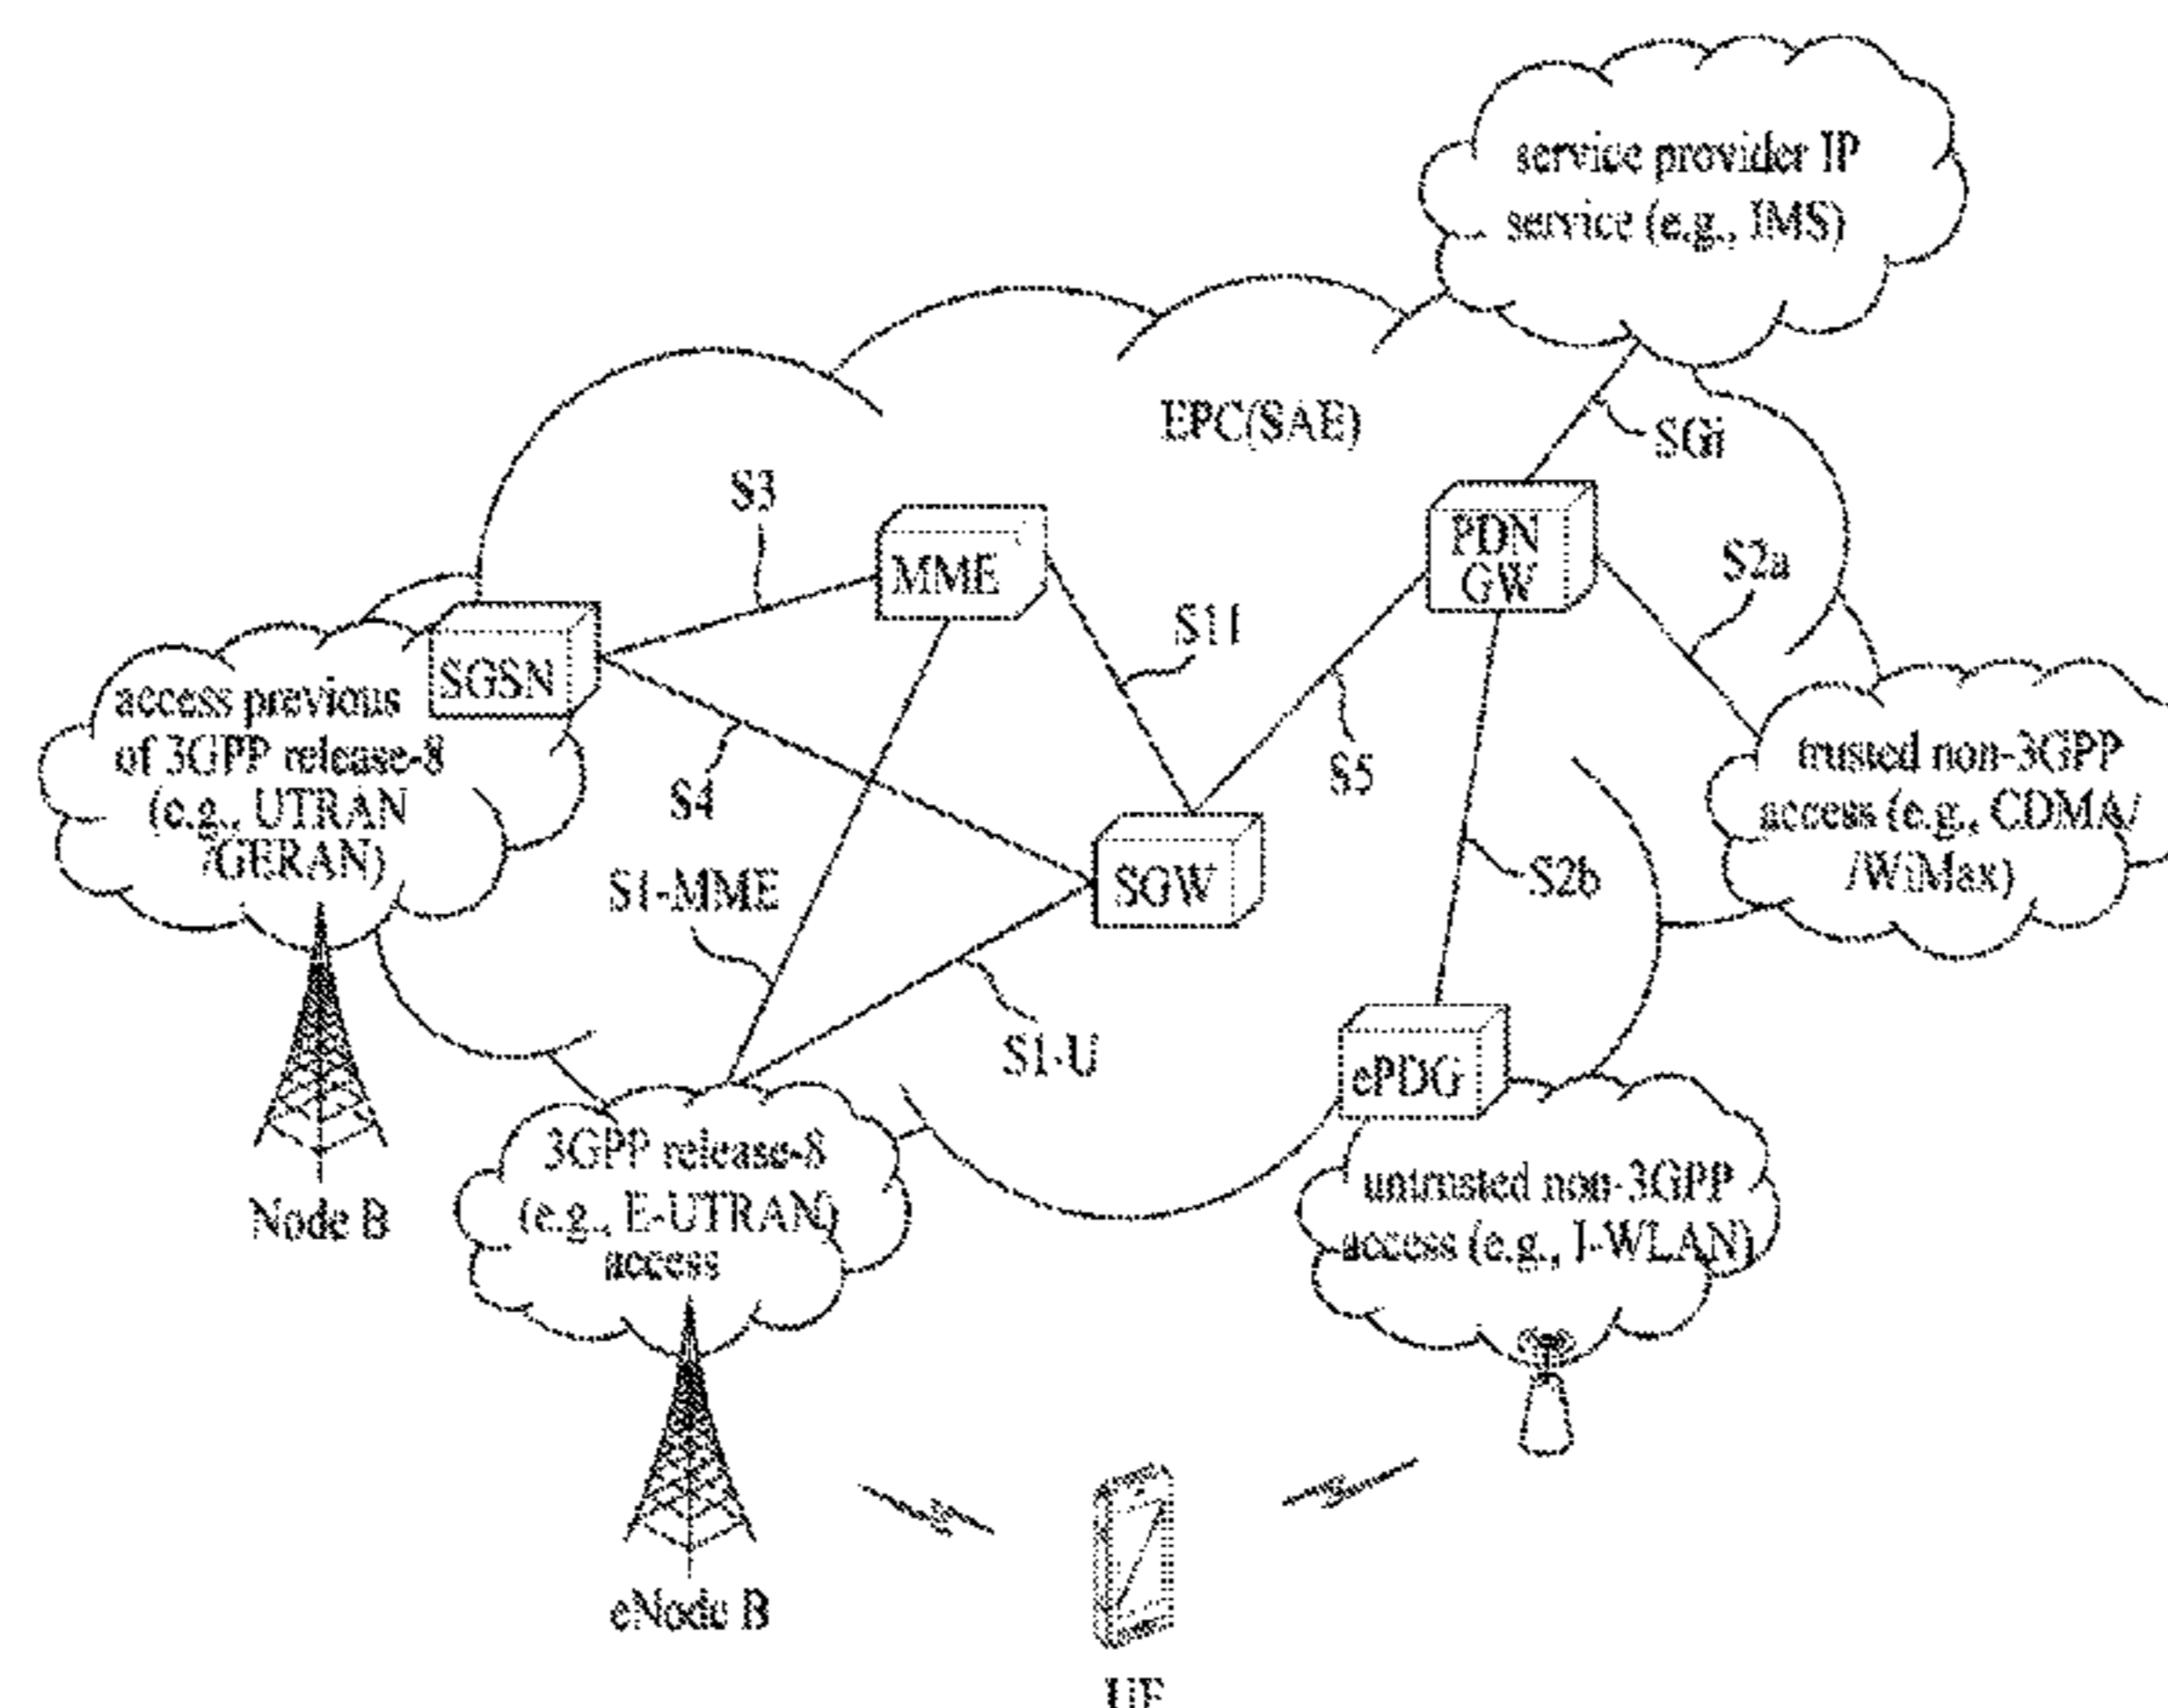 service provider IP
service (e.g., IMS)
EPC(SAE)
SGi
S3
MME
PDN
GW
S2a
S11
SGSN
access previous
of 3GPP release-8
(e.g., UTRAN
/GERAN)
S4
S5
trusted non-3GPP
access (e.g., CDMA/
/WiMax)
S1-MME
SGW
S2b
S1-U
ePDG
Node B
3GPP release-8
(e.g., E-UTRAN)
access
untrusted non-3GPP
access (e.g., I-WLAN)
eNode B
UE